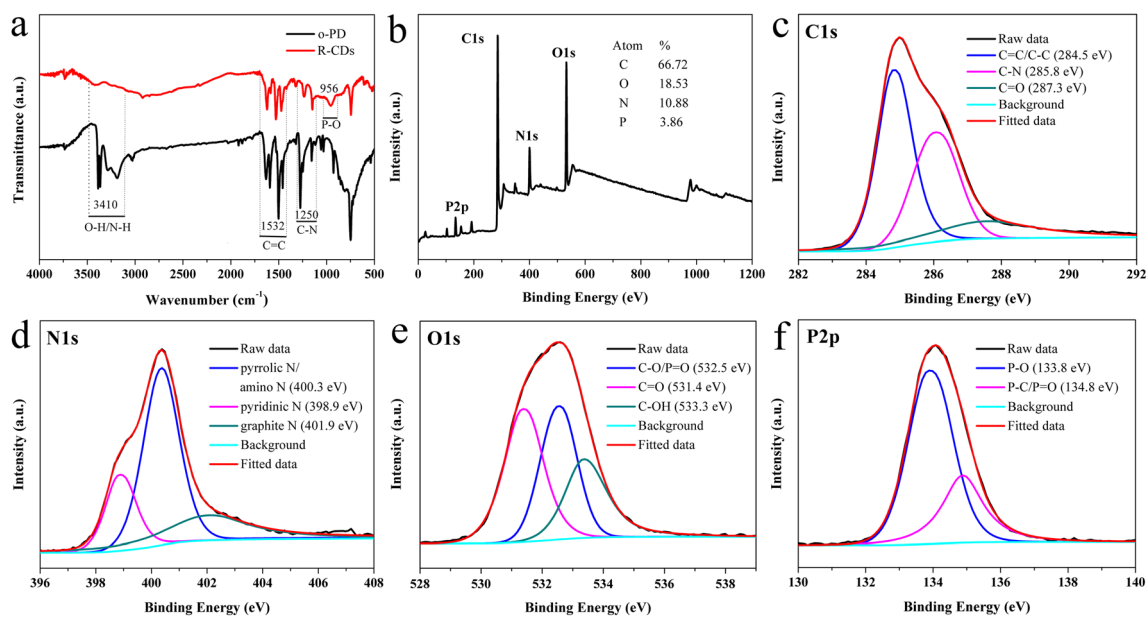 a
o-PD
R-CDs
956
P-O
3410
O-H/N-H
1532
C=C
1250
C-N
Transmittance (a.u.)
4000 3500 3000 2500 2000 1500 1000 500
Wavenumber (cm-1)
b
C1s
O1s
N1s
P2p
Atom %
C 66.72
O 18.53
N 10.88
P 3.86
Intensity (a.u.)
0 200 400 600 800 1000 1200
Binding Energy (eV)
c
C1s
Raw data
C=C/C-C (284.5 eV)
C-N (285.8 eV)
C=O (287.3 eV)
Background
Fitted data
Intensity (a.u.)
282 284 286 288 290 292
Binding Energy (eV)
d
N1s
Raw data
pyrrolic N/
amino N (400.3 eV)
pyridinic N (398.9 eV)
graphite N (401.9 eV)
Background
Fitted data
Intensity (a.u.)
396 398 400 402 404 406 408
Binding Energy (eV)
e
O1s
Raw data
C-O/P=O (532.5 eV)
C=O (531.4 eV)
C-OH (533.3 eV)
Background
Fitted data
Intensity (a.u.)
528 530 532 534 536 538
Binding Energy (eV)
f
P2p
Raw data
P-O (133.8 eV)
P-C/P=O (134.8 eV)
Background
Fitted data
Intensity (a.u.)
130 132 134 136 138 140
Binding Energy (eV)